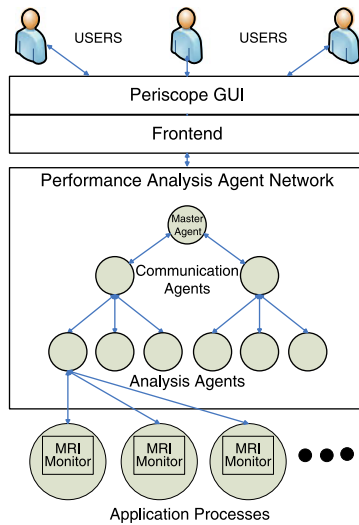 USERS USERS
Periscope GUI
Frontend
Performance Analysis Agent Network
Master
Agent
Communication
Agents
Analysis Agents
MRI
Monitor
MRI
Monitor
MRI
Monitor
Application Processes